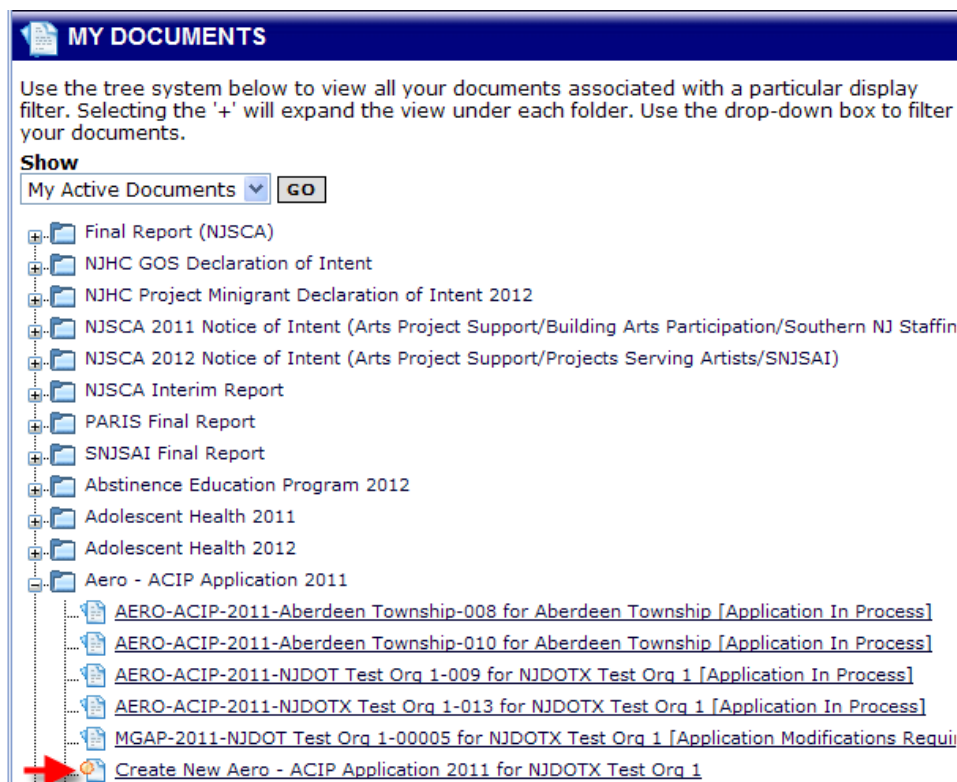 MY DOCUMENTS
Use the tree system below to view all your documents associated with a particular display
filter. Selecting the '+' will expand the view under each folder. Use the drop-down box to filter
your documents.
Show
My Active Documents GO
Final Report (NJSCA)
NJHC GOS Declaration of Intent
NJHC Project Minigrant Declaration of Intent 2012
NJSCA 2011 Notice of Intent (Arts Project Support/Building Arts Participation/Southern NJ
NJSCA 2012 Notice of Intent (Arts Project Support/Projects Serving Artists/SNJSAI)
NJSCA Interim Report
PARIS Final Report
SNJSAI Final Report
Abstinence Education Program 2012
Adolescent Health 2011
Adolescent Health 2012
Aero - ACIP Application 2011
AERO-ACIP-2011-Aberdeen Township-008 for Aberdeen Township [Application In Process]
AERO-ACIP-2011-Aberdeen Township-010 for Aberdeen Township [Application In Process]
AERO-ACIP-2011-NJDOT Test Org 1-009 for NJDOTX Test Org 1 [Application In Process]
AERO-ACIP-2011-NJDOTX Test Org 1-013 for NJDOTX Test Org 1 [Application In Process]
MGAP-2011-NJDOT Test Org 1-00005 for NJDOTX Test Org 1 [Application Modifications
Create New Aero - ACIP Application 2011 for NJDOTX Test Org 1